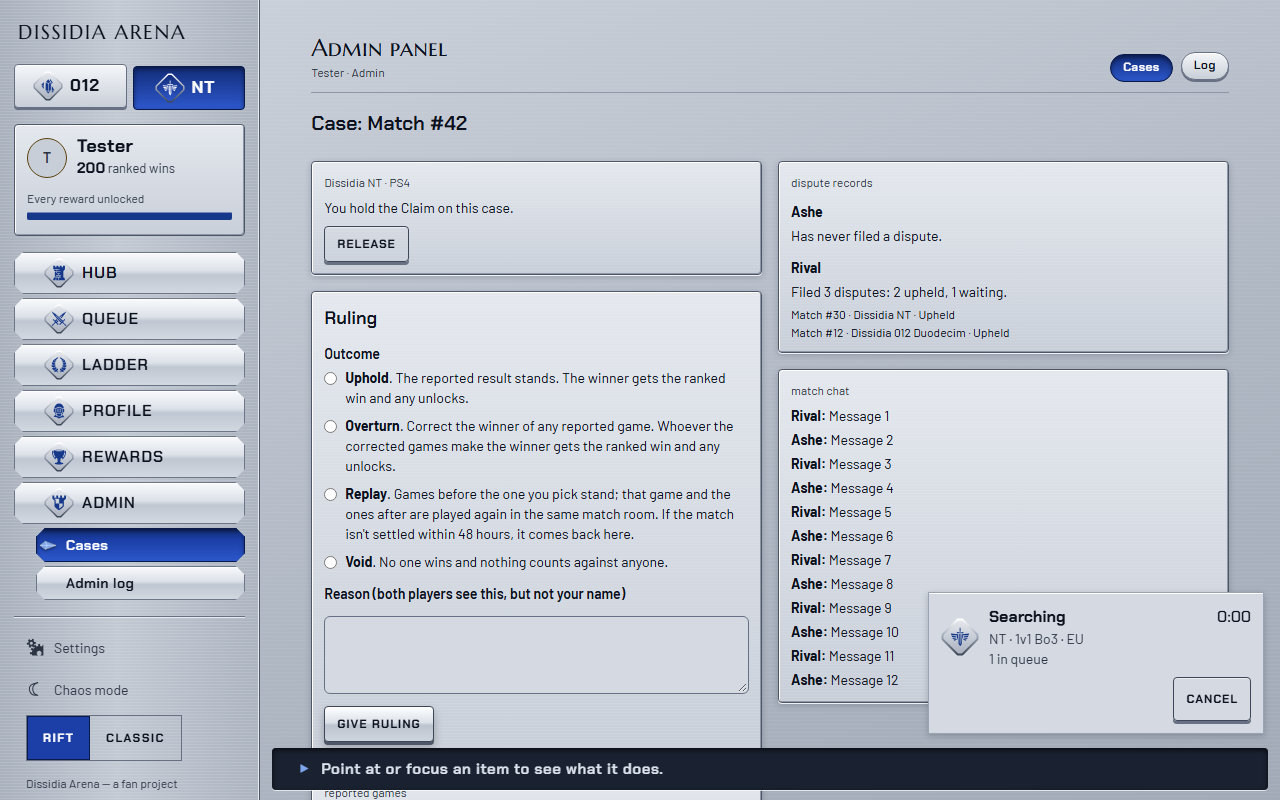 DISSIDIA ARENA
012
NT
T
Tester
200 ranked wins
Every reward unlocked
HUB
QUEUE
LADDER
PROFILE
REWARDS
ADMIN
Cases
Admin log
Settings
Chaos mode
RIFT
CLASSIC
Dissidia Arena — a fan project
Admin panel
Tester · Admin
Cases
Log
Case: Match #42
Dissidia NT · PS4
You hold the Claim on this case.
RELEASE
Ruling
Outcome
Uphold. The reported result stands. The winner gets the ranked
win and any unlocks.
Overturn. Correct the winner of any reported game. Whoever the
corrected games make the winner gets the ranked win and any
unlocks.
Replay. Games before the one you pick stand; that game and the
ones after are played again in the same match room. If the match
isn't settled within 48 hours, it comes back here.
Void. No one wins and nothing counts against anyone.
Reason (both players see this, but not your name)
GIVE RULING
reported games
dispute records
Ashe
Has never filed a dispute.
Rival
Filed 3 disputes: 2 upheld, 1 waiting.
Match #30 · Dissidia NT · Upheld
Match #12 · Dissidia 012 Duodecim · Upheld
match chat
Rival: Message 1
Ashe: Message 2
Rival: Message 3
Ashe: Message 4
Rival: Message 5
Ashe: Message 6
Rival: Message 7
Ashe: Message 8
Rival: Message 9
Ashe: Message 10
Rival: Message 11
Ashe: Message 12
Searching
0:00
NT · 1v1 Bo3 · EU
1 in queue
CANCEL
Point at or focus an item to see what it does.